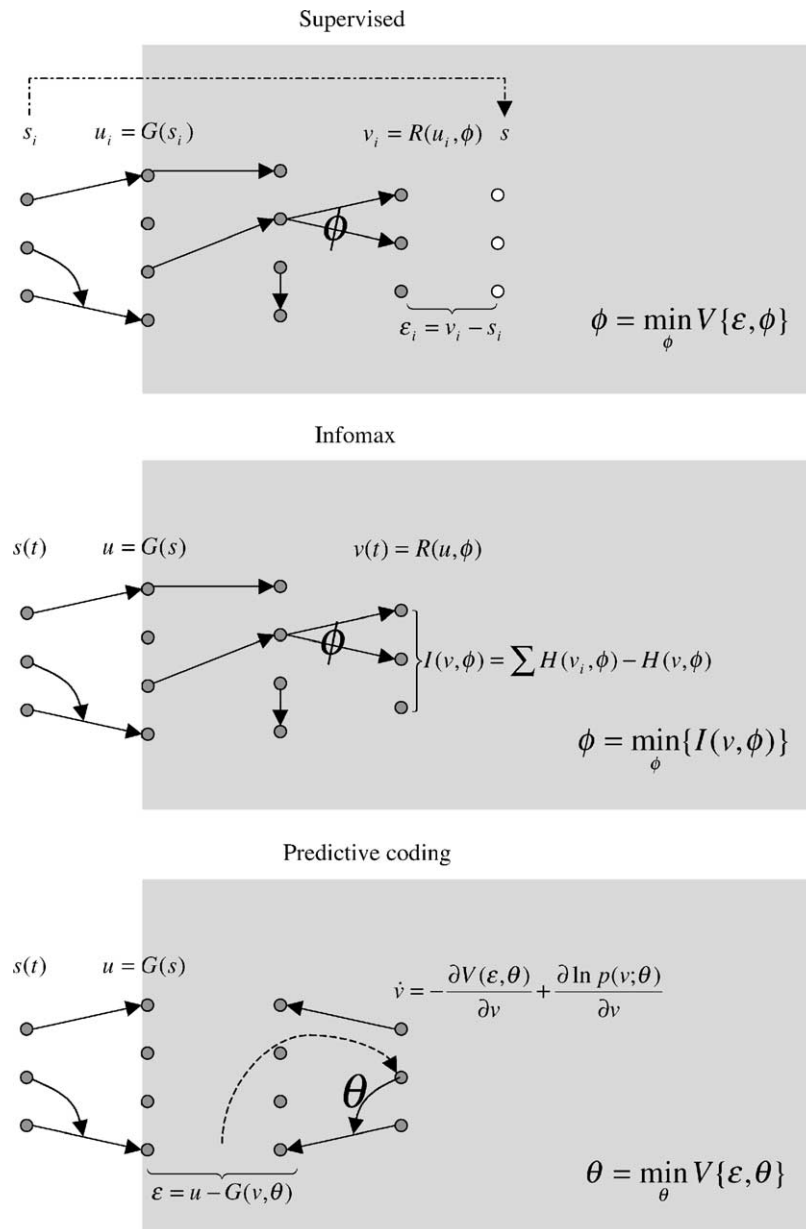 Supervised
s_i u_i = G(s_i) v_i = R(u_i, ϕ) s
ϕ
ε_i = v_i − s_i
ϕ = min_ϕ V{ε, ϕ}
Infomax
s(t) u = G(s) v(t) = R(u, ϕ)
ϕ
I(v, ϕ) = ∑ H(v_i, ϕ) − H(v, ϕ)
ϕ = min_ϕ {I(v, ϕ)}
Predictive coding
s(t) u = G(s)
v̇ = −∂V(ε, θ)/∂v + ∂ln p(v; θ)/∂v
θ
ε = u − G(v, θ)
θ = min_θ V{ε, θ}